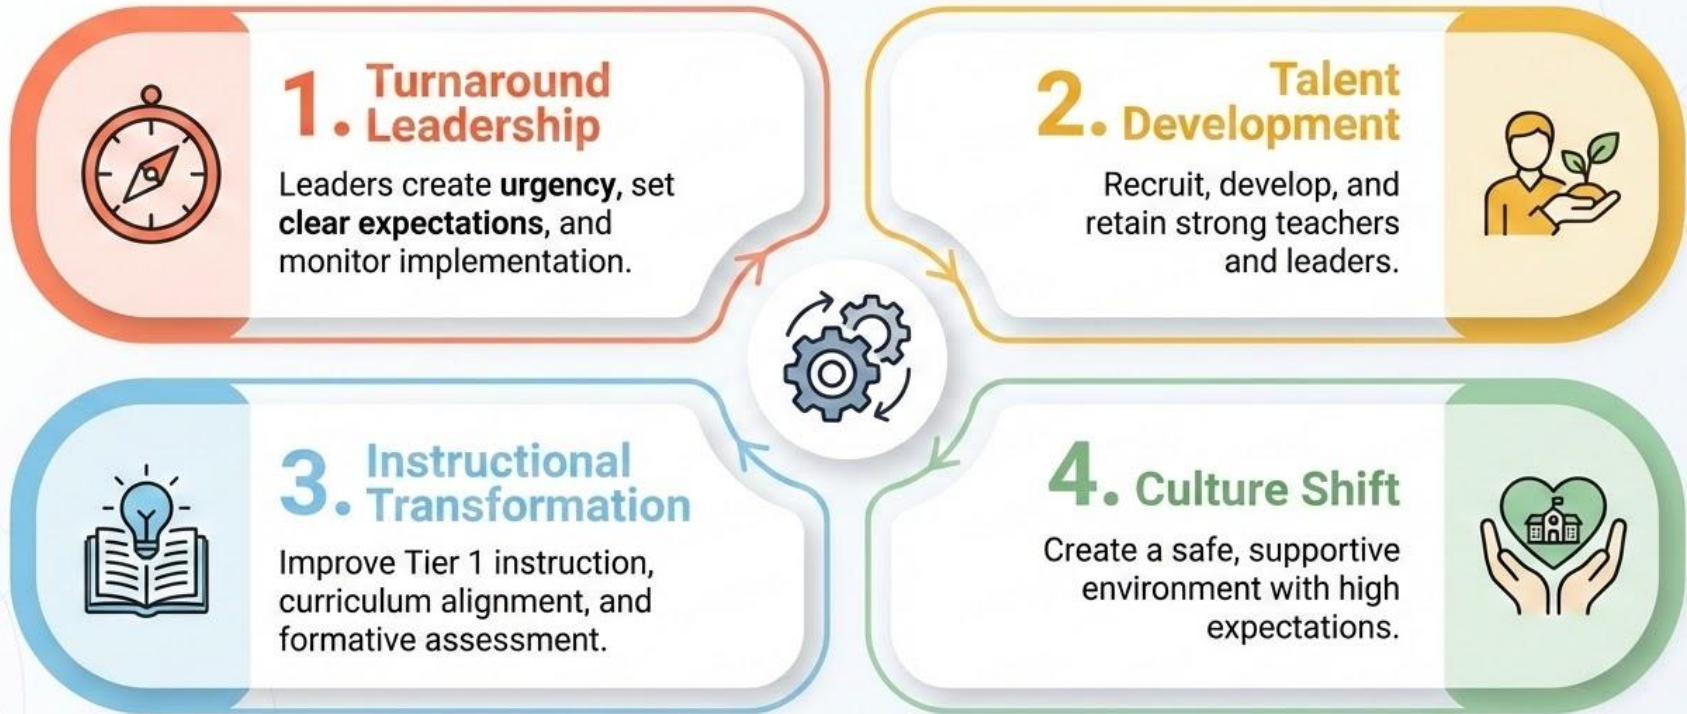 1. Turnaround
Leadership
Leaders create urgency, set
clear expectations, and
monitor implementation.
2. Talent
Development
Recruit, develop, and
retain strong teachers
and leaders.
3. Instructional
Transformation
Improve Tier 1 instruction,
curriculum alignment, and
formative assessment.
4. Culture Shift
Create a safe, supportive
environment with high
expectations.